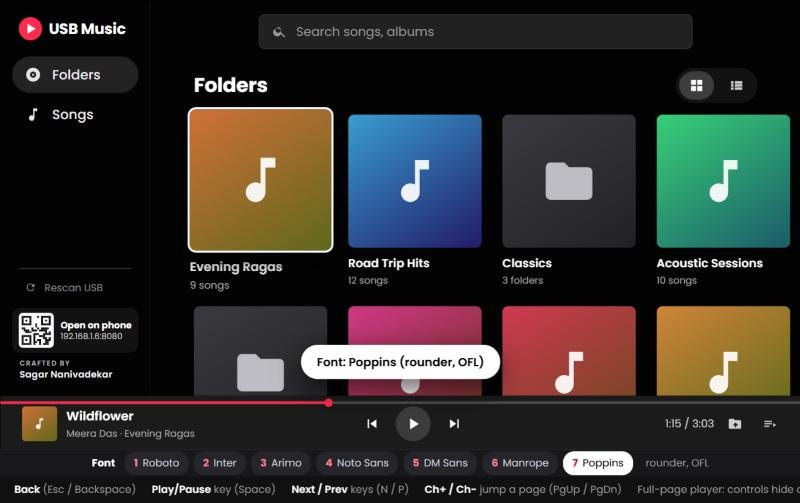 USB Music
Search songs, albums
Folders
Songs
Folders
Evening Ragas
9 songs
Road Trip Hits
12 songs
Classics
3 folders
Acoustic Sessions
10 songs
Rescan USB
Open on phone
192.168.1.6:8080
CRAFTED BY
Sagar Nanivadekar
Font: Poppins (rounder, OFL)
Wildflower
Meera Das · Evening Ragas
1:15 / 3:03
Font 1 Roboto 2 Inter 3 Arimo 4 Noto Sans 5 DM Sans 6 Manrope 7 Poppins rounder, OFL
Back (Esc / Backspace) Play/Pause key (Space) Next / Prev keys (N / P) Ch+ / Ch- jump a page (PgUp / PgDn) Full-page player: controls hide